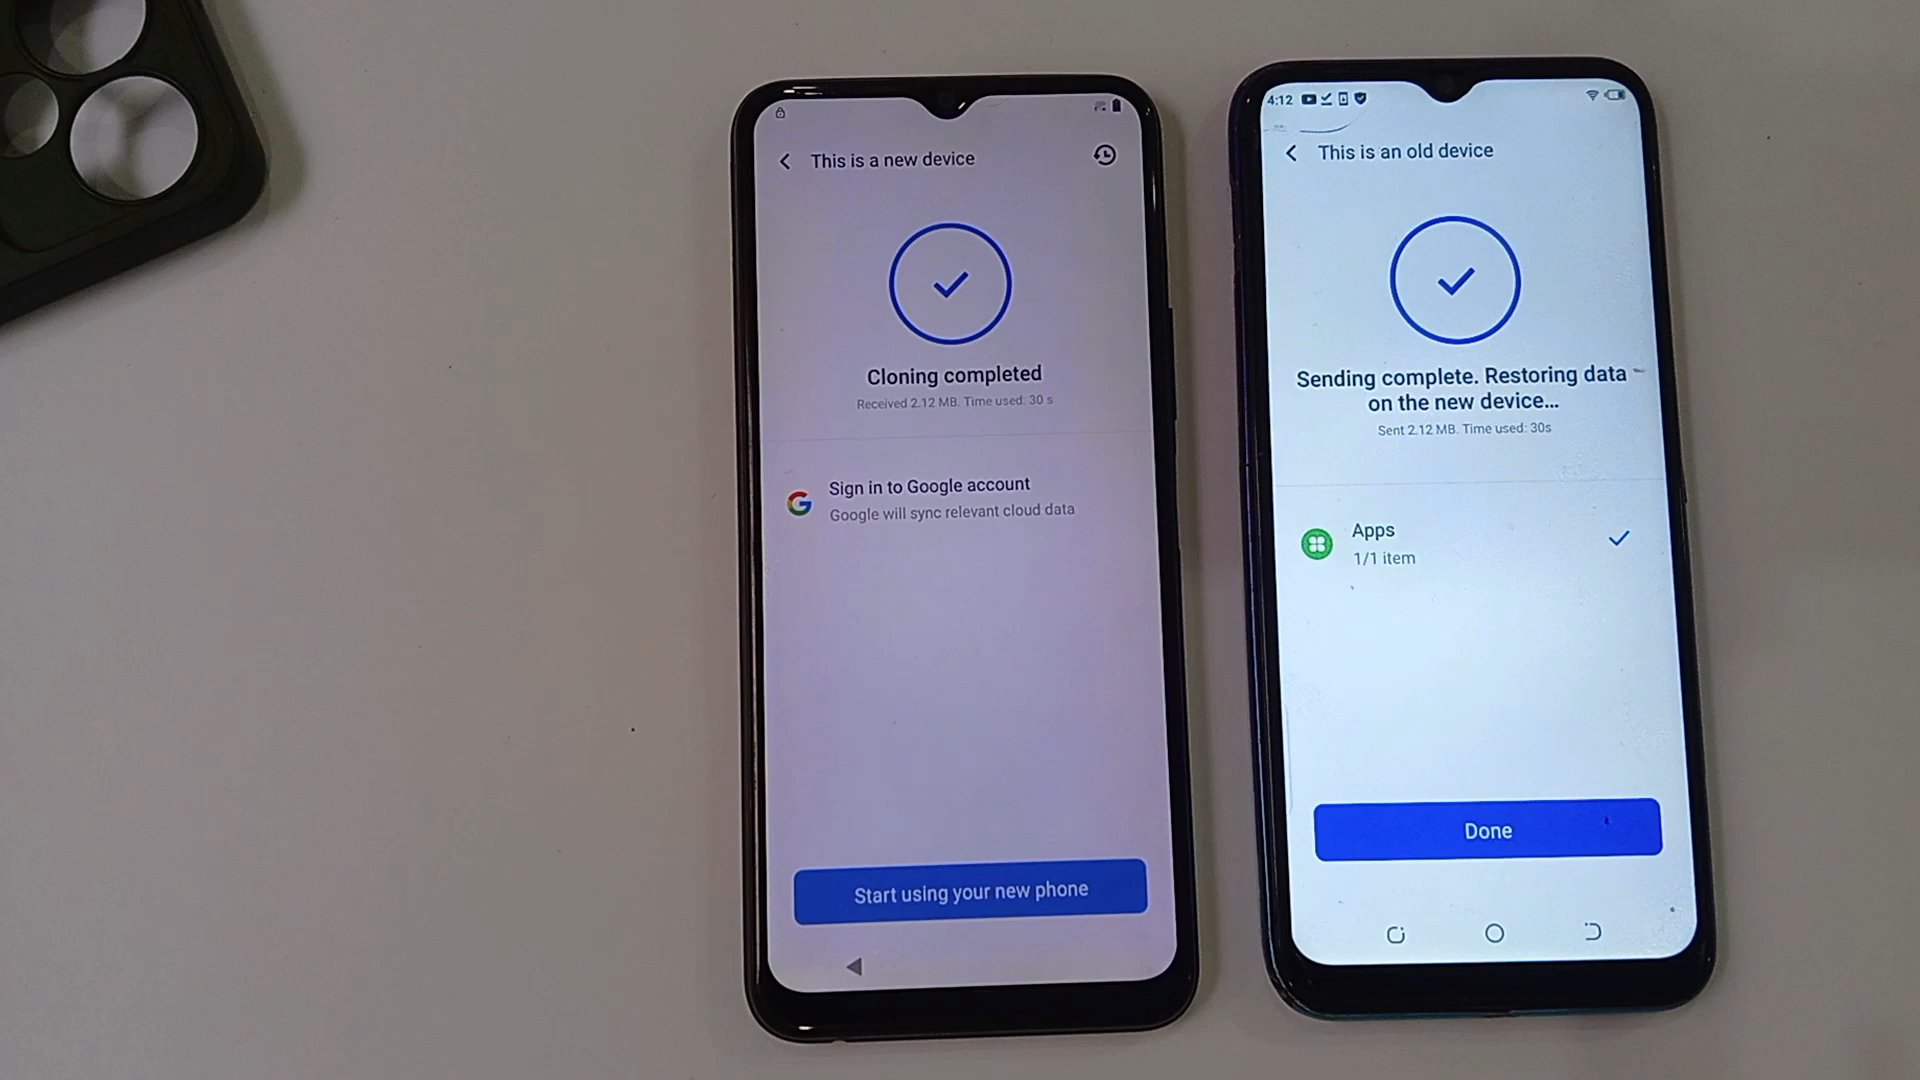 This is a new device
Cloning completed
Received 2.12 MB. Time used: 30 s
Sign in to Google account
Google will sync relevant cloud data
Start using your new phone
4:12
This is an old device
Sending complete. Restoring data
on the new device...
Sent 2.12 MB. Time used: 30s
Apps
1/1 item
Done